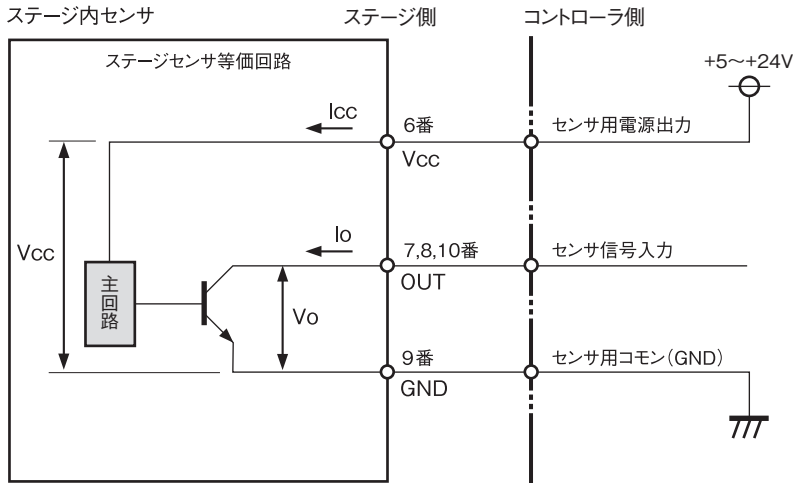 ステージ内センサ
ステージ側
コントローラ側
ステージセンサ等価回路
+5〜+24V
Icc
6番
センサ用電源出力
Vcc
Vcc
Io
7,8,10番
センサ信号入力
OUT
主回路
Vo
9番
センサ用コモン(GND)
GND